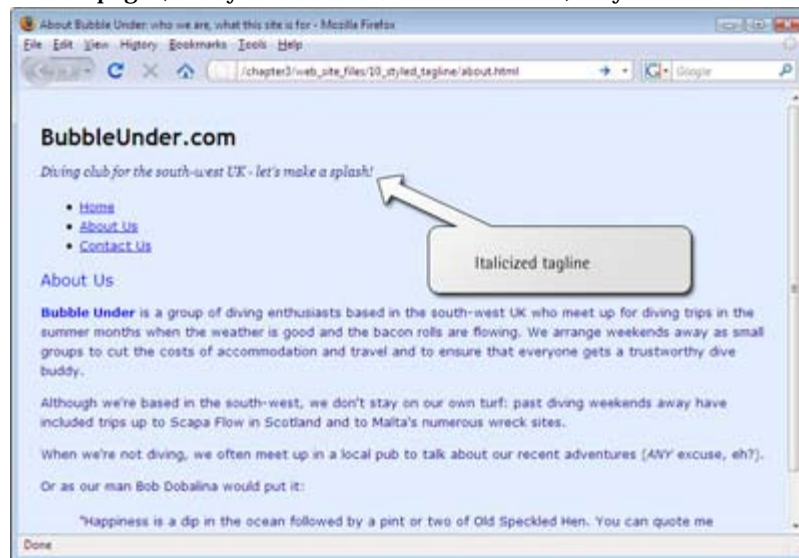 About Bubble Under: who we are, what this site is for - Mozilla Firefox
File Edit View History Bookmarks Tools Help
/chapter3/web_site_files/10_styled_tagline/about.html
Google
BubbleUnder.com
Diving club for the south-west UK - let's make a splash!
Home
About Us
Contact Us
Italicized tagline
About Us
Bubble Under is a group of diving enthusiasts based in the south-west UK who meet up for diving trips in the
summer months when the weather is good and the bacon rolls are flowing. We arrange weekends away as small
groups to cut the costs of accommodation and travel and to ensure that everyone gets a trustworthy dive
buddy.
Although we're based in the south-west, we don't stay on our own turf: past diving weekends away have
included trips up to Scapa Flow in Scotland and to Malta's numerous wreck sites.
When we're not diving, we often meet up in a local pub to talk about our recent adventures (ANY excuse, eh?).
Or as our man Bob Dobalina would put it:
"Happiness is a dip in the ocean followed by a pint or two of Old Speckled Hen. You can quote me
Done